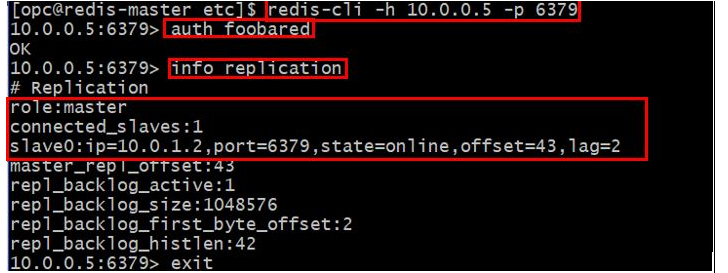 [opc@redis-master etc]$ redis-cli -h 10.0.0.5 -p 6379
10.0.0.5:6379> auth foobared
OK
10.0.0.5:6379> info replication
# Replication
role:master
connected_slaves:1
slave0:ip=10.0.1.2,port=6379,state=online,offset=43,lag=2
master_repl_offset:43
repl_backlog_active:1
repl_backlog_size:1048576
repl_backlog_first_byte_offset:2
repl_backlog_histlen:42
10.0.0.5:6379> exit